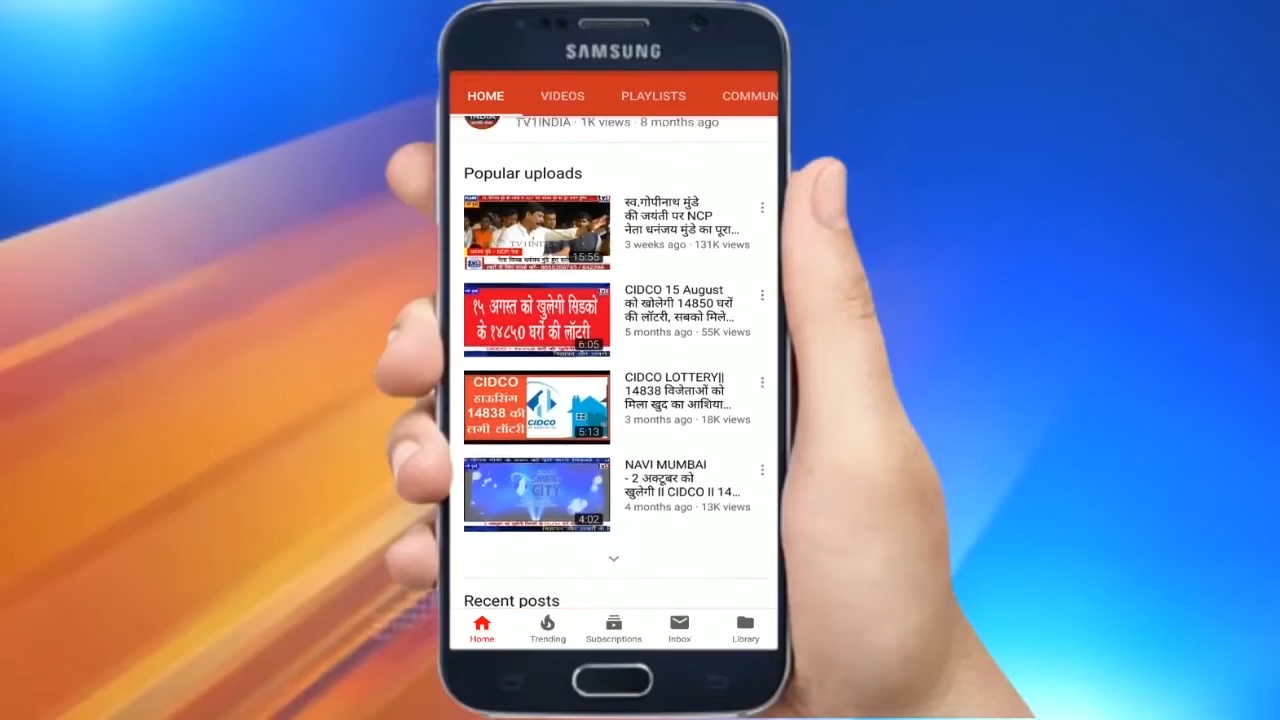 SAMSUNG
HOME VIDEOS PLAYLISTS COMMUN
TV1INDIA · 1K views · 8 months ago
Popular uploads
स्व.गोपीनाथ मुंडे
की जयंती पर NCP
नेता धनंजय मुंडे का पूरा...
3 weeks ago · 131K views
TV1INDIA
15:55
CIDCO 15 August
को खोलेगी 14850 घरों
की लॉटरी, सबको मिले...
5 months ago · 55K views
१५ अगस्त को खुलेगी सिडको
के १४८५० घरों की लॉटरी
6:05
CIDCO LOTTERY||
14838 विजेताओं को
मिला खुद का आशिया...
3 months ago · 18K views
CIDCO
हाऊसिंग
14838 की
लगी लॉटरी
CIDCO
5:13
NAVI MUMBAI
- 2 अक्टूबर को
खुलेगी II CIDCO II 14...
4 months ago · 13K views
SMART
CITY
4:02
Recent posts
Home Trending Subscriptions Inbox Library